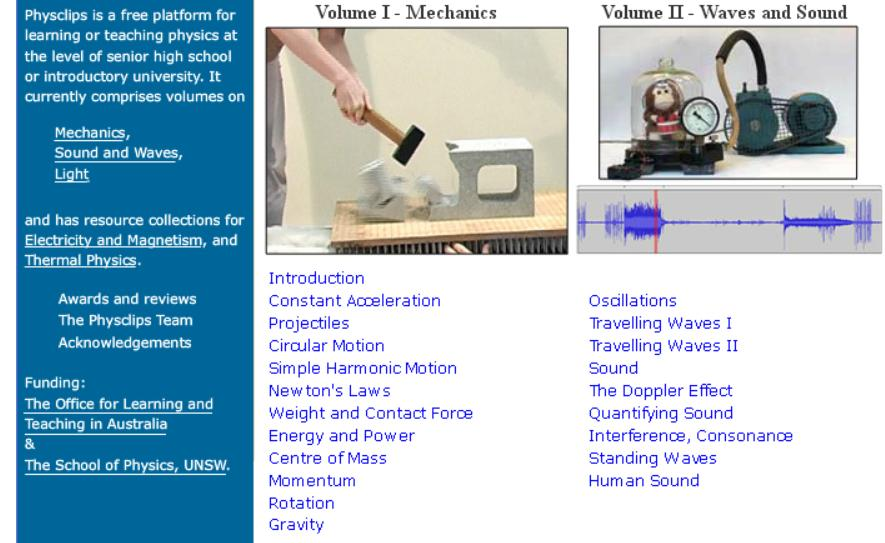 Physclips is a free platform for
learning or teaching physics at
the level of senior high school
or introductory university. It
currently comprises volumes on
Mechanics,
Sound and Waves,
Light
and has resource collections for
Electricity and Magnetism, and
Thermal Physics.
Awards and reviews
The Physclips Team
Acknowledgements
Funding:
The Office for Learning and
Teaching in Australia
&
The School of Physics, UNSW.
Volume I - Mechanics
Introduction
Constant Acceleration
Projectiles
Circular Motion
Simple Harmonic Motion
Newton's Laws
Weight and Contact Force
Energy and Power
Centre of Mass
Momentum
Rotation
Gravity
Volume II - Waves and Sound
Oscillations
Travelling Waves I
Travelling Waves II
Sound
The Doppler Effect
Quantifying Sound
Interference, Consonance
Standing Waves
Human Sound